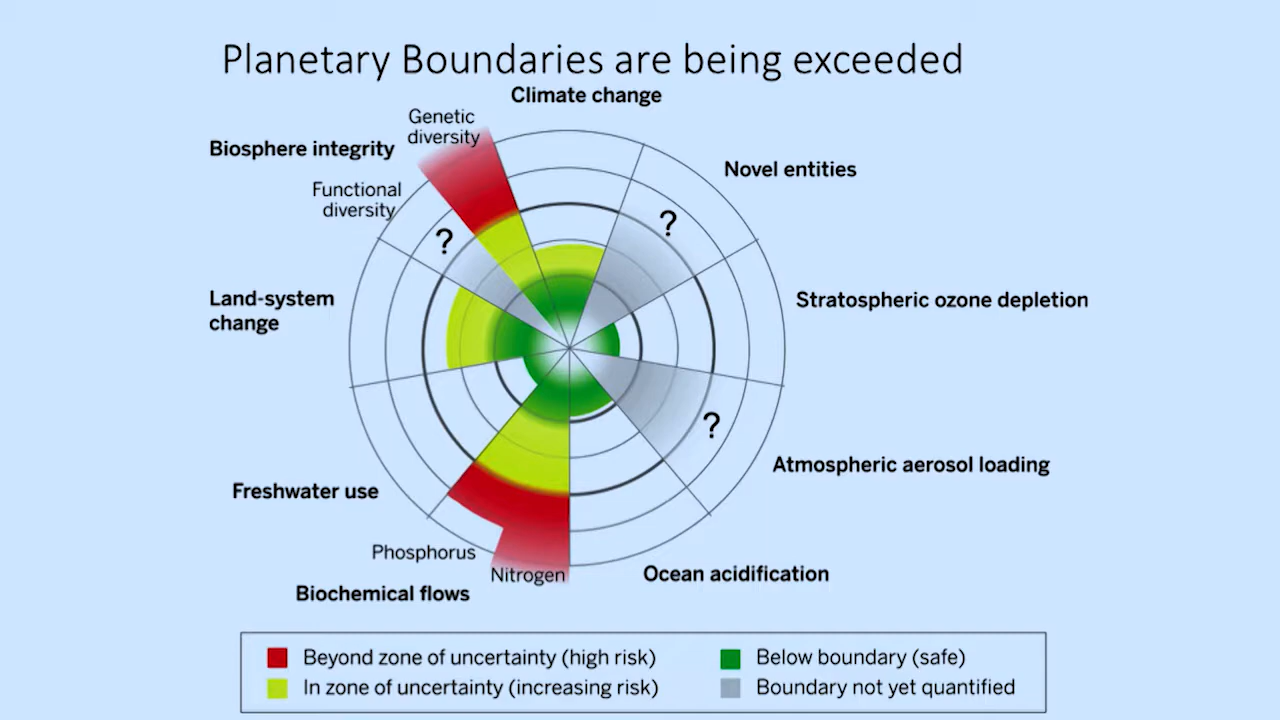 Planetary Boundaries are being exceeded
Climate change
Genetic
diversity
Biosphere integrity
Novel entities
Functional
diversity
?
?
Land-system
change
Stratospheric ozone depletion
?
Atmospheric aerosol loading
Freshwater use
Phosphorus
Nitrogen
Ocean acidification
Biochemical flows
Beyond zone of uncertainty (high risk)
In zone of uncertainty (increasing risk)
Below boundary (safe)
Boundary not yet quantified